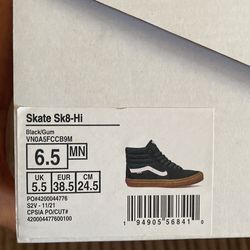 Skate Sk8-Hi
Black/Gum
VN0A5FCCB9M
6.5 MN
UK EUR CM
5.5 38.5 24.5
PO#4200044776
S2V - 11/21
CPSIA PO/CUT#
420004477600100
1 94905 56841 0